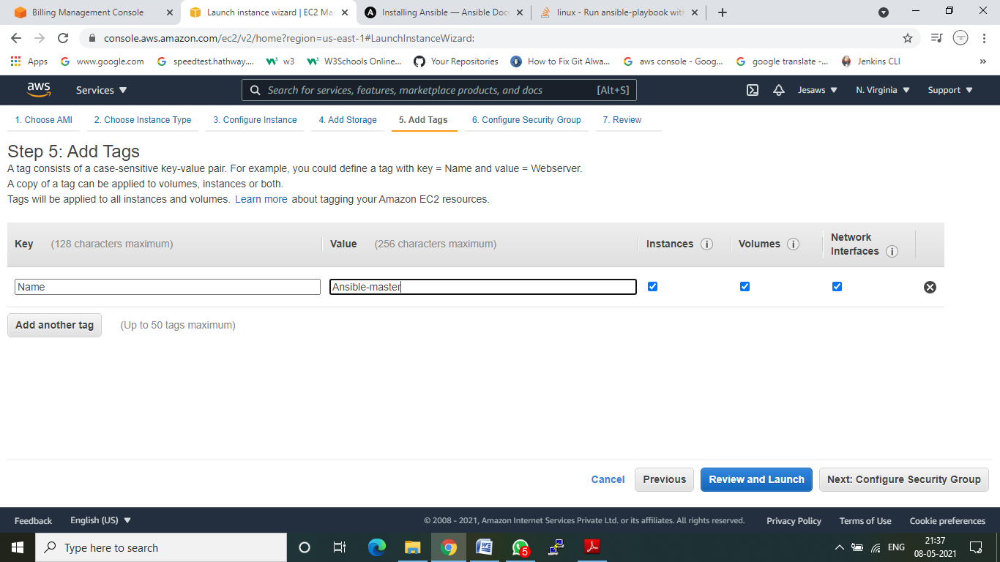 Billing Management Console
Launch instance wizard | EC2 Ma
Installing Ansible — Ansible Doc
linux - Run ansible-playbook with
console.aws.amazon.com/ec2/v2/home?region=us-east-1#LaunchInstanceWizard:
Apps www.google.com speedtest.hathway.... w3 W3Schools Online... Your Repositories How to Fix Git Alwa... aws console - Goog... google translate -... Jenkins CLI »
aws Services Search for services, features, marketplace products, and docs [Alt+S] Jesaws N. Virginia Support
1. Choose AMI 2. Choose Instance Type 3. Configure Instance 4. Add Storage 5. Add Tags 6. Configure Security Group 7. Review
Step 5: Add Tags
A tag consists of a case-sensitive key-value pair. For example, you could define a tag with key = Name and value = Webserver.
A copy of a tag can be applied to volumes, instances or both.
Tags will be applied to all instances and volumes. Learn more about tagging your Amazon EC2 resources.
Key (128 characters maximum) Value (256 characters maximum) Instances i Volumes i Network
Interfaces i
Name Ansible-master
Add another tag (Up to 50 tags maximum)
Cancel Previous Review and Launch Next: Configure Security Group
Feedback English (US) © 2008 - 2021, Amazon Internet Services Private Ltd. or its affiliates. All rights reserved. Privacy Policy Terms of Use Cookie preferences
Type here to search 5 ENG 21:37
08-05-2021